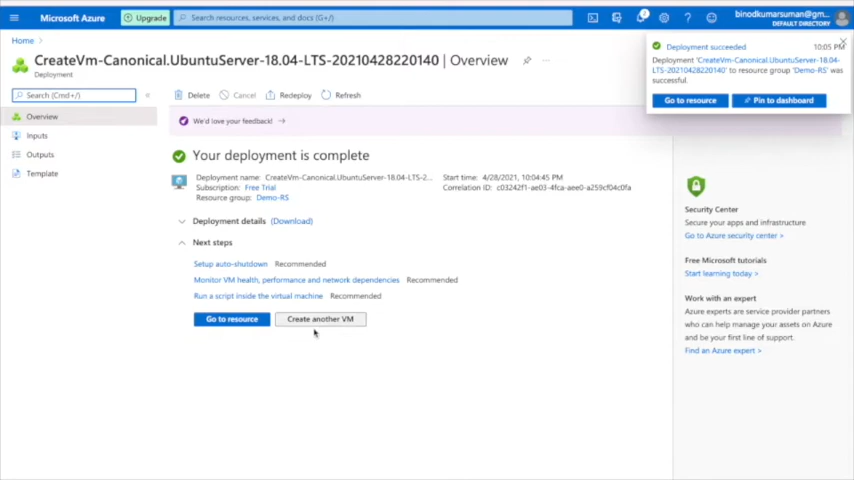 Microsoft Azure
Upgrade
Search resources, services, and docs (G+/)
1
binodkumarsuman@gm...
DEFAULT DIRECTORY
Home
CreateVm-Canonical.UbuntuServer-18.04-LTS-20210428220140 | Overview
Deployment
Deployment succeeded
10:05 PM
Deployment 'CreateVm-Canonical.UbuntuServer-18.04-
LTS-20210428220140' to resource group 'Demo-RS' was
successful.
Go to resource
Pin to dashboard
Search (Cmd+/)
«
Overview
Inputs
Outputs
Template
Delete
Cancel
Redeploy
Refresh
We'd love your feedback! →
Your deployment is complete
Deployment name: CreateVm-Canonical.UbuntuServer-18.04-LTS-2...
Subscription: Free Trial
Resource group: Demo-RS
Start time: 4/28/2021, 10:04:45 PM
Correlation ID: c03242f1-ae03-4fca-aee0-a259cf04c0fa
Deployment details (Download)
Next steps
Setup auto-shutdown Recommended
Monitor VM health, performance and network dependencies Recommended
Run a script inside the virtual machine Recommended
Go to resource
Create another VM
Security Center
Secure your apps and infrastructure
Go to Azure security center >
Free Microsoft tutorials
Start learning today >
Work with an expert
Azure experts are service provider partners
who can help manage your assets on Azure
and be your first line of support.
Find an Azure expert >